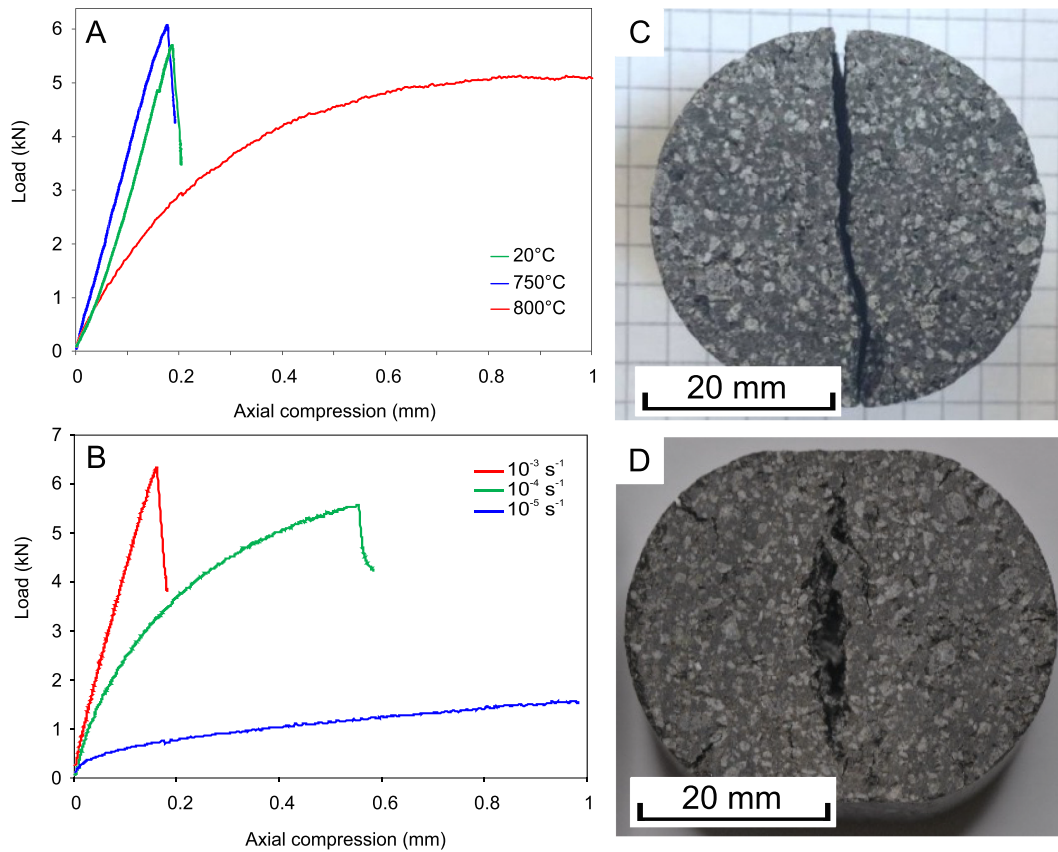 A
6
5
4
3
2
1
0
Load (kN)
20°C
750°C
800°C
0
0.2
0.4
0.6
0.8
1
Axial compression (mm)
B
7
6
5
4
3
2
1
0
Load (kN)
10⁻³ s⁻¹
10⁻⁴ s⁻¹
10⁻⁵ s⁻¹
0
0.2
0.4
0.6
0.8
1
Axial compression (mm)
C
20 mm
D
20 mm